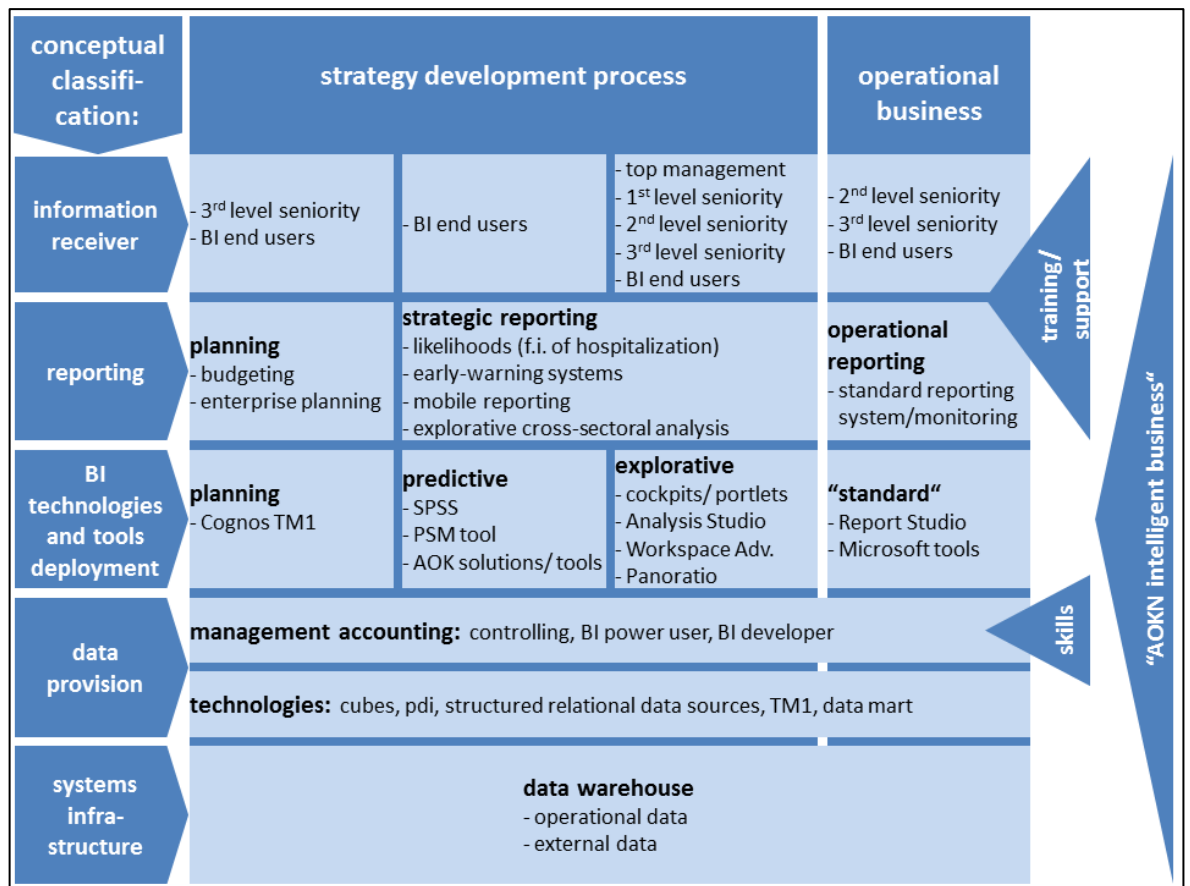 conceptual
classifi-
cation:
strategy development process
operational
business
information
receiver
- 3rd level seniority
- BI end users
- BI end users
- top management
- 1st level seniority
- 2nd level seniority
- 3rd level seniority
- BI end users
- 2nd level seniority
- 3rd level seniority
- BI end users
training/
support
reporting
planning
- budgeting
- enterprise planning
strategic reporting
- likelihoods (f.i. of hospitalization)
- early-warning systems
- mobile reporting
- explorative cross-sectoral analysis
operational
reporting
- standard reporting
system/monitoring
BI
technologies
and tools
deployment
planning
- Cognos TM1
predictive
- SPSS
- PSM tool
- AOK solutions/ tools
explorative
- cockpits/ portlets
- Analysis Studio
- Workspace Adv.
- Panoratio
“standard“
- Report Studio
- Microsoft tools
“AOKN intelligent business“
data
provision
management accounting: controlling, BI power user, BI developer
skills
technologies: cubes, pdi, structured relational data sources, TM1, data mart
systems
infra-
structure
data warehouse
- operational data
- external data